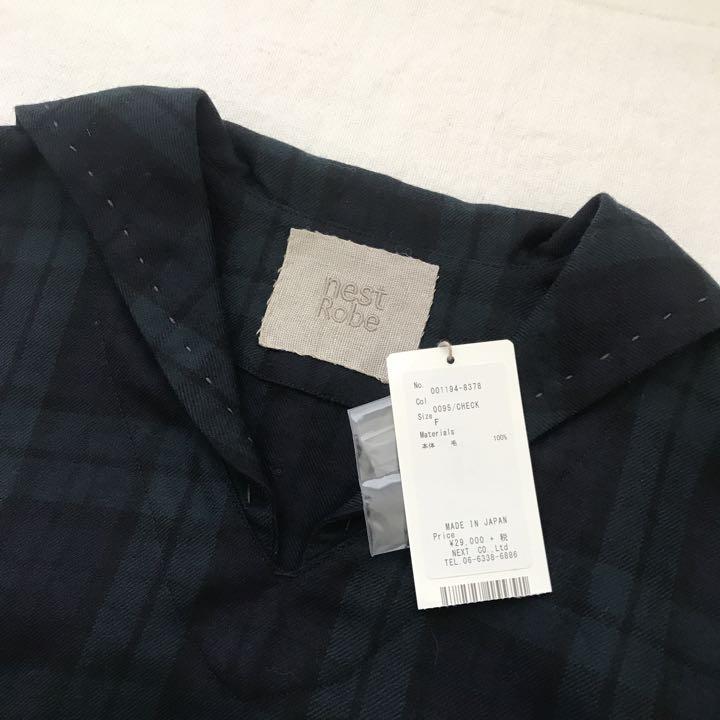 nest
Robe
No. 001194-8378
Col 0095/CHECK
Size F
Materials
本体 毛 100%
MADE IN JAPAN
Price ¥29,000 + 税
NEXT CO.,Ltd
TEL.06-6338-6886